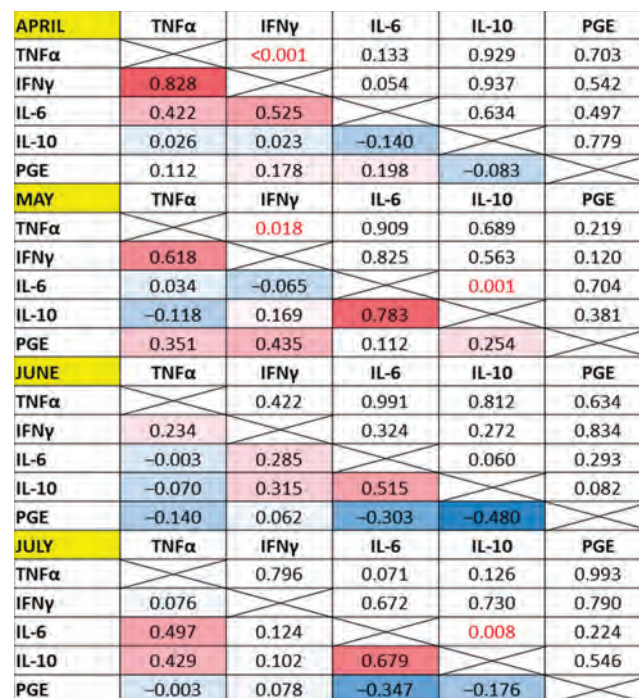 APRIL TNFα IFNγ IL-6 IL-10 PGE
TNFα <0.001 0.133 0.929 0.703
IFNγ 0.828 0.054 0.937 0.542
IL-6 0.422 0.525 0.634 0.497
IL-10 0.026 0.023 −0.140 0.779
PGE 0.112 0.178 0.198 −0.083
MAY TNFα IFNγ IL-6 IL-10 PGE
TNFα 0.018 0.909 0.689 0.219
IFNγ 0.618 0.825 0.563 0.120
IL-6 0.034 −0.065 0.001 0.704
IL-10 −0.118 0.169 0.783 0.381
PGE 0.351 0.435 0.112 0.254
JUNE TNFα IFNγ IL-6 IL-10 PGE
TNFα 0.422 0.991 0.812 0.634
IFNγ 0.234 0.324 0.272 0.834
IL-6 −0.003 0.285 0.060 0.293
IL-10 −0.070 0.315 0.515 0.082
PGE −0.140 0.062 −0.303 −0.480
JULY TNFα IFNγ IL-6 IL-10 PGE
TNFα 0.796 0.071 0.126 0.993
IFNγ 0.076 0.672 0.730 0.790
IL-6 0.497 0.124 0.008 0.224
IL-10 0.429 0.102 0.679 0.546
PGE −0.003 0.078 −0.347 −0.176